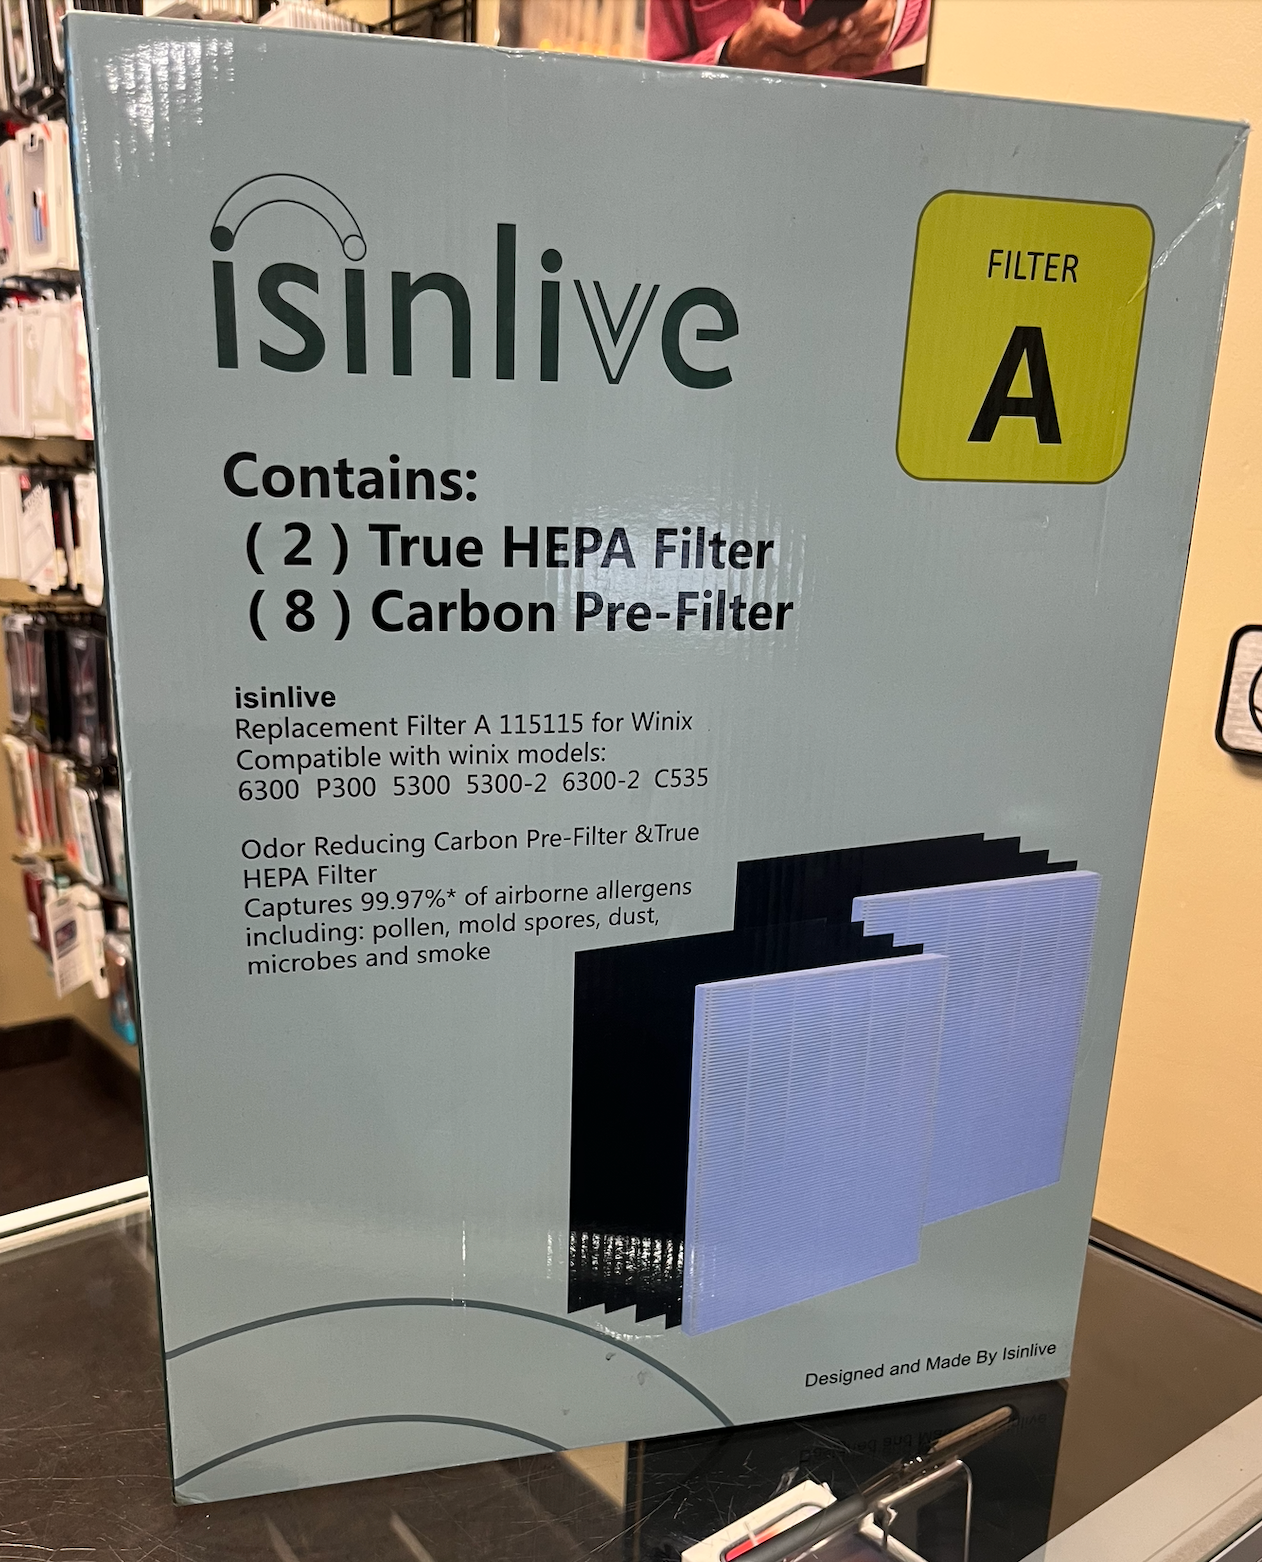 isinlive
FILTER
A
Contains:
( 2 ) True HEPA Filter
( 8 ) Carbon Pre-Filter
isinlive
Replacement Filter A 115115 for Winix
Compatible with winix models:
6300 P300 5300 5300-2 6300-2 C535
Odor Reducing Carbon Pre-Filter &True
HEPA Filter
Captures 99.97%* of airborne allergens
including: pollen, mold spores, dust,
microbes and smoke
Designed and Made By Isinlive